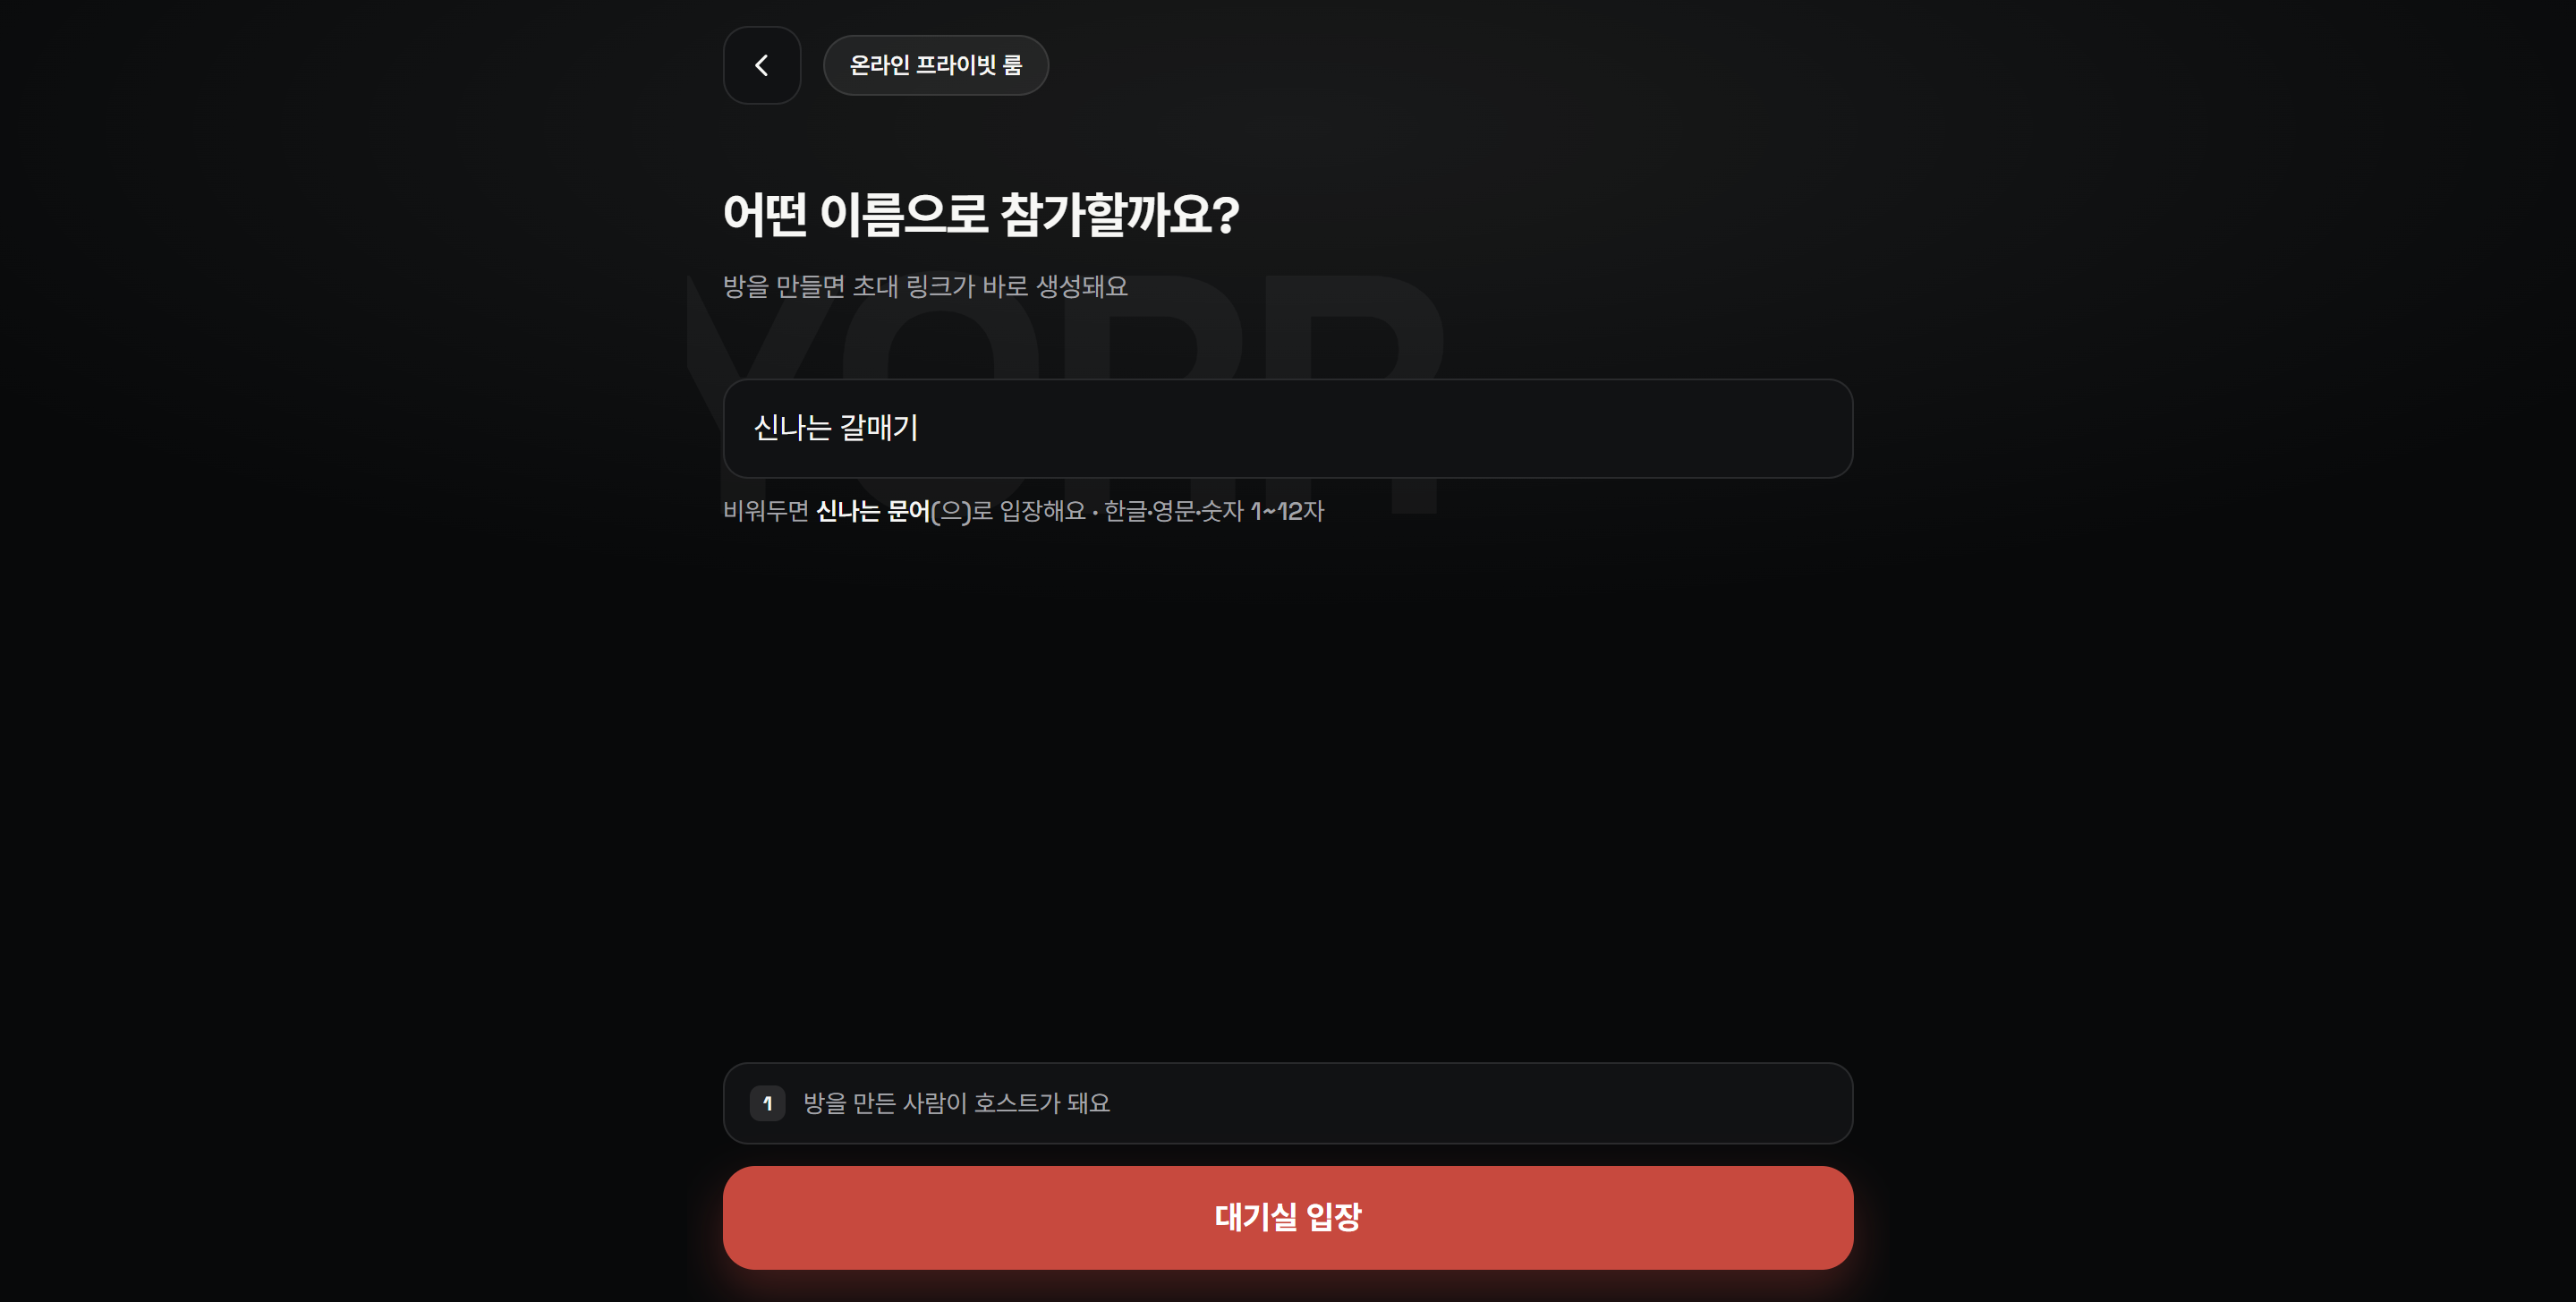 온라인 프라이빗 룸
어떤 이름으로 참가할까요?
방을 만들면 초대 링크가 바로 생성돼요
YORR
신나는 갈매기
비워두면 신나는 문어(으)로 입장해요 · 한글·영문·숫자 1~12자
1 방을 만든 사람이 호스트가 돼요
대기실 입장